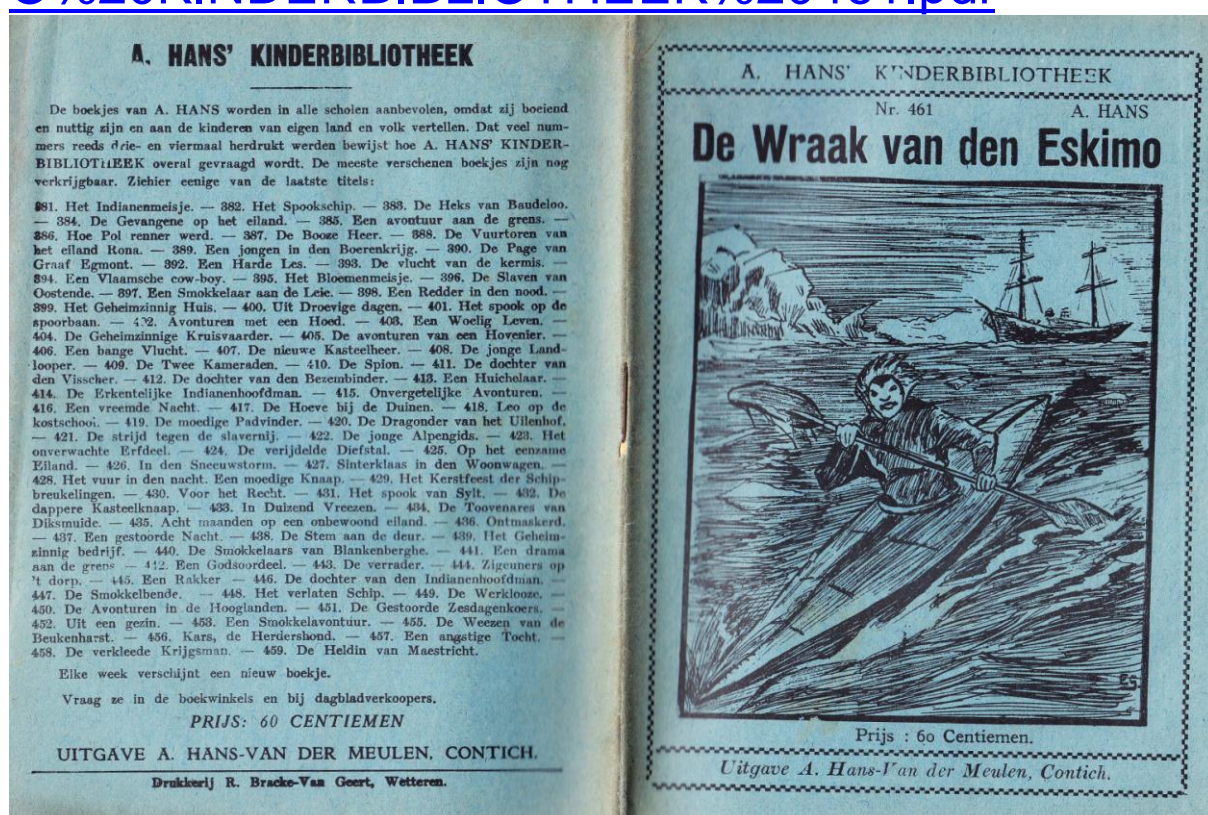 A. HANS' KINDERBIBLIOTHEEK
De boekjes van A. HANS worden in alle scholen aanbevolen, omdat zij boeiend
en nuttig zijn en aan de kinderen van eigen land en volk vertellen. Dat veel num-
mers reeds drie- en viermaal herdrukt werden bewijst hoe A. HANS' KINDER-
BIBLIOTHEEK overal gevraagd wordt. De meeste verschenen boekjes zijn nog
verkrijgbaar. Ziehier eenige van de laatste titels:
381. Het Indianenmeisje. — 382. Het Spookschip. — 383. De Heks van Baudeloo.
— 384. De Gevangene op het eiland. — 385. Een avontuur aan de grens. —
386. Hoe Pol renner werd. — 387. De Booze Heer. — 388. De Vuurtoren van
het eiland Rona. — 389. Een jongen in den Boerenkrijg. — 390. De Page van
Graaf Egmont. — 392. Een Harde Les. — 393. De vlucht van de kermis. —
394. Een Vlaamsche cow-boy. — 395. Het Bloemenmeisje. — 396. De Slaven van
Oostende. — 397. Een Smokkelaar aan de Leie. — 398. Een Redder in den nood. —
399. Het Geheimzinnig Huis. — 400. Uit Droevige dagen. — 401. Het spook op de
spoorbaan. — 402. Avonturen met een Hoed. — 403. Een Woelig Leven. —
404. De Geheimzinnige Kruisvaarder. — 405. De avonturen van een Hovenier. —
406. Een bange Vlucht. — 407. De nieuwe Kasteelheer. — 408. De jonge Land-
looper. — 409. De Twee Kameraden. — 410. De Spion. — 411. De dochter van
den Visscher. — 412. De dochter van den Bezembinder. — 413. Een Huichelaar. —
414. De Erkentelijke Indianenhoofdman. — 415. Onvergetelijke Avonturen. —
416. Een vreemde Nacht. — 417. De Hoeve bij de Duinen. — 418. Leo op de
kostschool. — 419. De moedige Padvinder. — 420. De Dragonder van het Uilenhof.
— 421. De strijd tegen de slavernij. — 422. De jonge Alpengids. — 423. Het
onverwachte Erfdeel. — 424. De verijdelde Diefstal. — 425. Op het eenzame
Eiland. — 426. In den Sneeuwstorm. — 427. Sinterklaas in den Woonwagen. —
428. Het vuur in den nacht. Een moedige Knaap. — 429. Het Kerstfeest der Schip-
breukelingen. — 430. Voor het Recht. — 431. Het spook van Sylt. — 432. De
dappere Kasteelknaap. — 433. In Duizend Vreezen. — 434. De Toovenares van
Diksmuide. — 435. Acht maanden op een onbewoond eiland. — 436. Ontmaskerd.
— 437. Een gestoorde Nacht. — 438. De Stem aan de deur. — 439. Het Geheim-
zinnig bedrijf. — 440. De Smokkelaars van Blankenberghe. — 441. Een drama
aan de grens — 442. Een Godsoordeel. — 443. De verrader. — 444. Zigeuners op
't dorp. — 445. Een Rakker — 446. De dochter van den Indianenhoofdman. —
447. De Smokkelbende. — 448. Het verlaten Schip. — 449. De Werklooze. —
450. De Avonturen in de Hooglanden. — 451. De Gestoorde Zesdagenkoers. —
452. Uit een gezin. — 453. Een Smokkelavontuur. — 455. De Weezen van de
Beukenharst. — 456. Kars, de Herdershond. — 457. Een angstige Tocht. —
458. De verkleede Krijgsman. — 459. De Heldin van Maestricht.
Elke week verschijnt een nieuw boekje.
Vraag ze in de boekwinkels en bij dagbladverkoopers.
PRIJS: 60 CENTIEMEN
UITGAVE A. HANS-VAN DER MEULEN, CONTICH.
Drukkerij R. Bracke-Van Geert, Wetteren.
A. HANS' KINDERBIBLIOTHEEK
Nr. 461 A. HANS
De Wraak van den Eskimo
Prijs : 60 Centiemen.
Uitgave A. Hans-Van der Meulen, Contich.